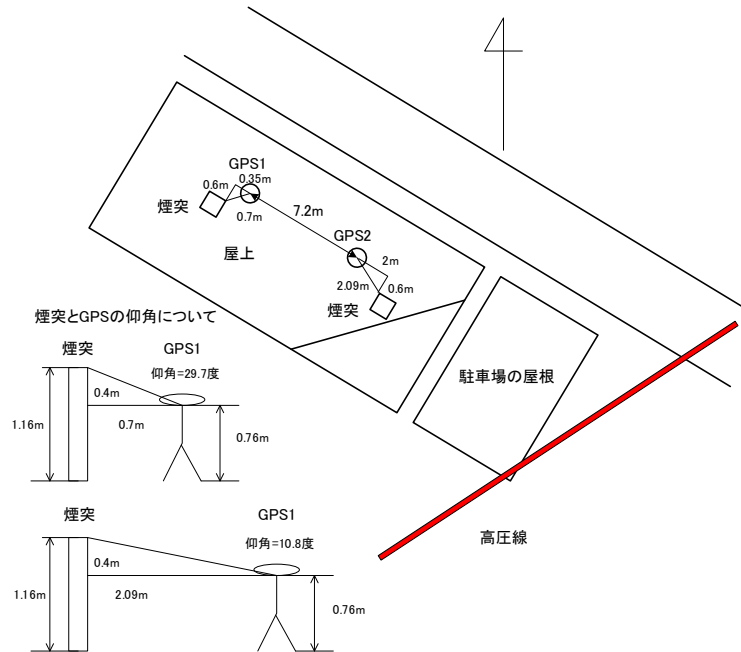 GPS1
0.6m
0.35m
煙突
0.7m
7.2m
GPS2
屋上
2m
2.09m
0.6m
煙突
煙突とGPSの仰角について
煙突
GPS1
仰角=29.7度
0.4m
1.16m
0.7m
0.76m
駐車場の屋根
煙突
GPS1
仰角=10.8度
高圧線
0.4m
1.16m
2.09m
0.76m